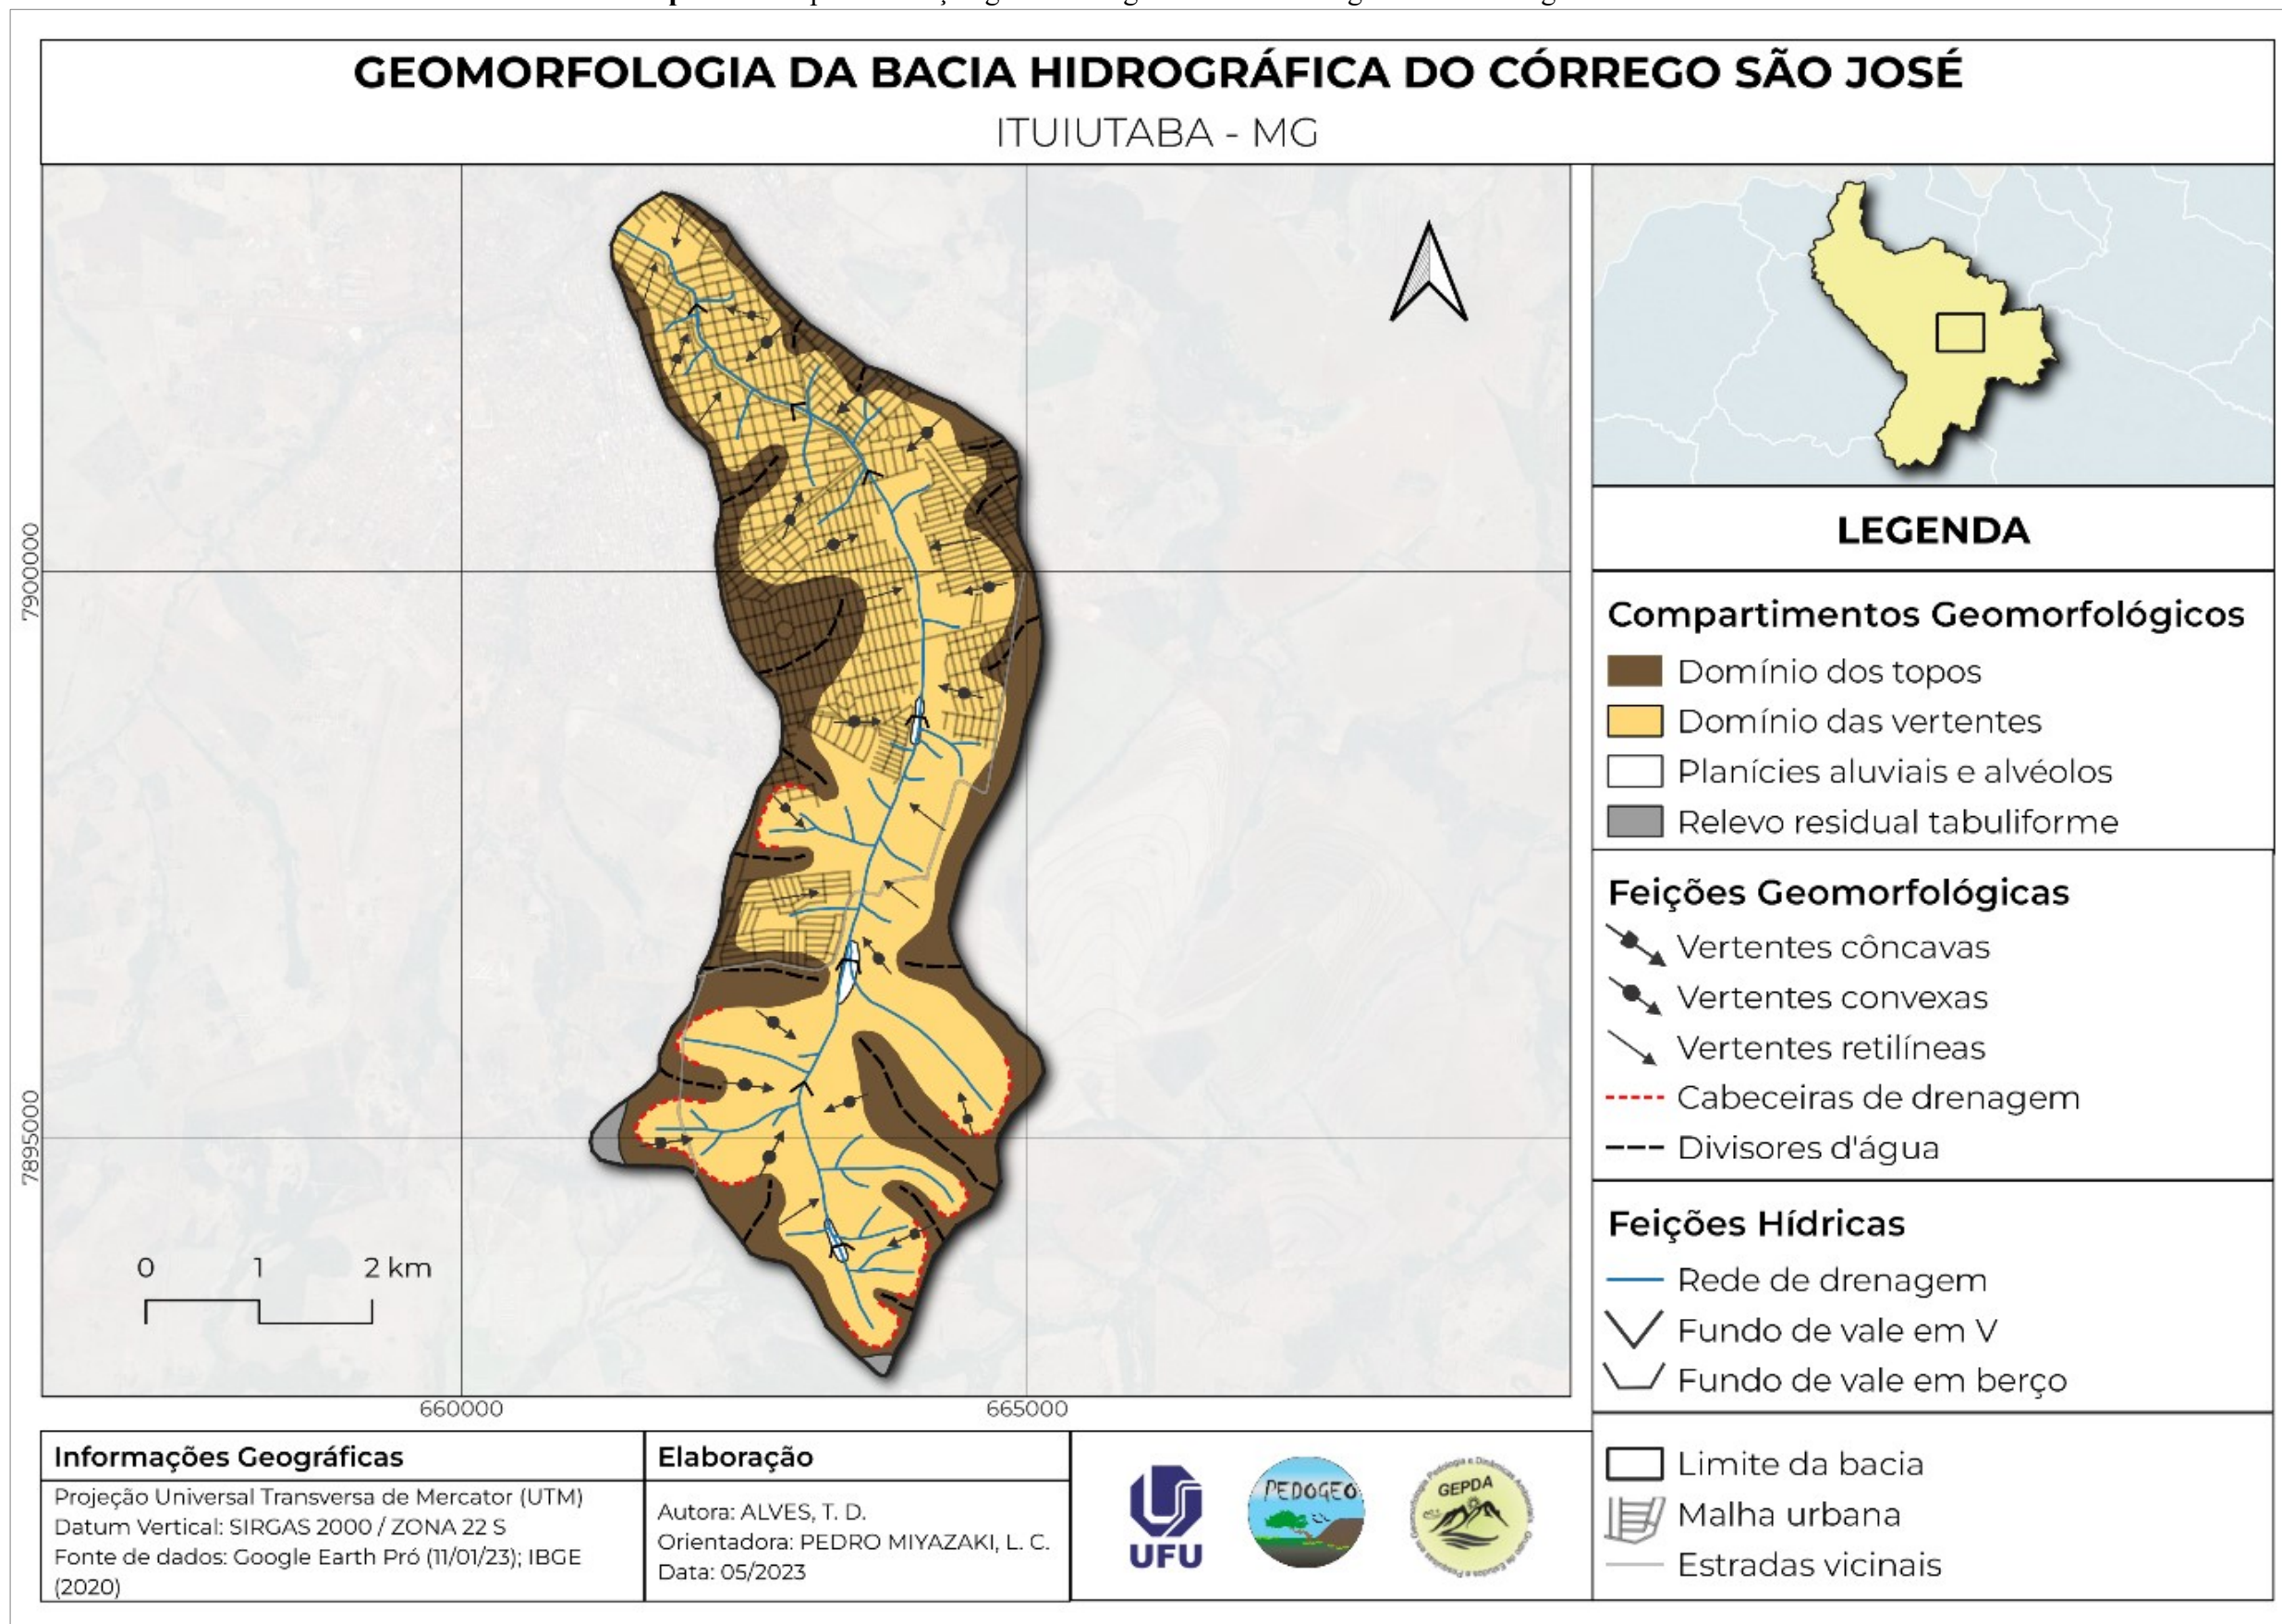 GEOMORFOLOGIA DA BACIA HIDROGRÁFICA DO CÓRREGO SÃO JOSÉ
ITUIUTABA - MG
7900000
7895000
660000
665000
0 1 2 km
LEGENDA
Compartimentos Geomorfológicos
Domínio dos topos
Domínio das vertentes
Planícies aluviais e alvéolos
Relevo residual tabuliforme
Feições Geomorfológicas
Vertentes côncavas
Vertentes convexas
Vertentes retilíneas
Cabeceiras de drenagem
Divisores d'água
Feições Hídricas
Rede de drenagem
Fundo de vale em V
Fundo de vale em berço
Limite da bacia
Malha urbana
Estradas vicinais
Informações Geográficas
Projeção Universal Transversa de Mercator (UTM)
Datum Vertical: SIRGAS 2000 / ZONA 22 S
Fonte de dados: Google Earth Pró (11/01/23); IBGE
(2020)
Elaboração
Autora: ALVES, T. D.
Orientadora: PEDRO MIYAZAKI, L. C.
Data: 05/2023
UFU
PEDOGEO
GEPDA